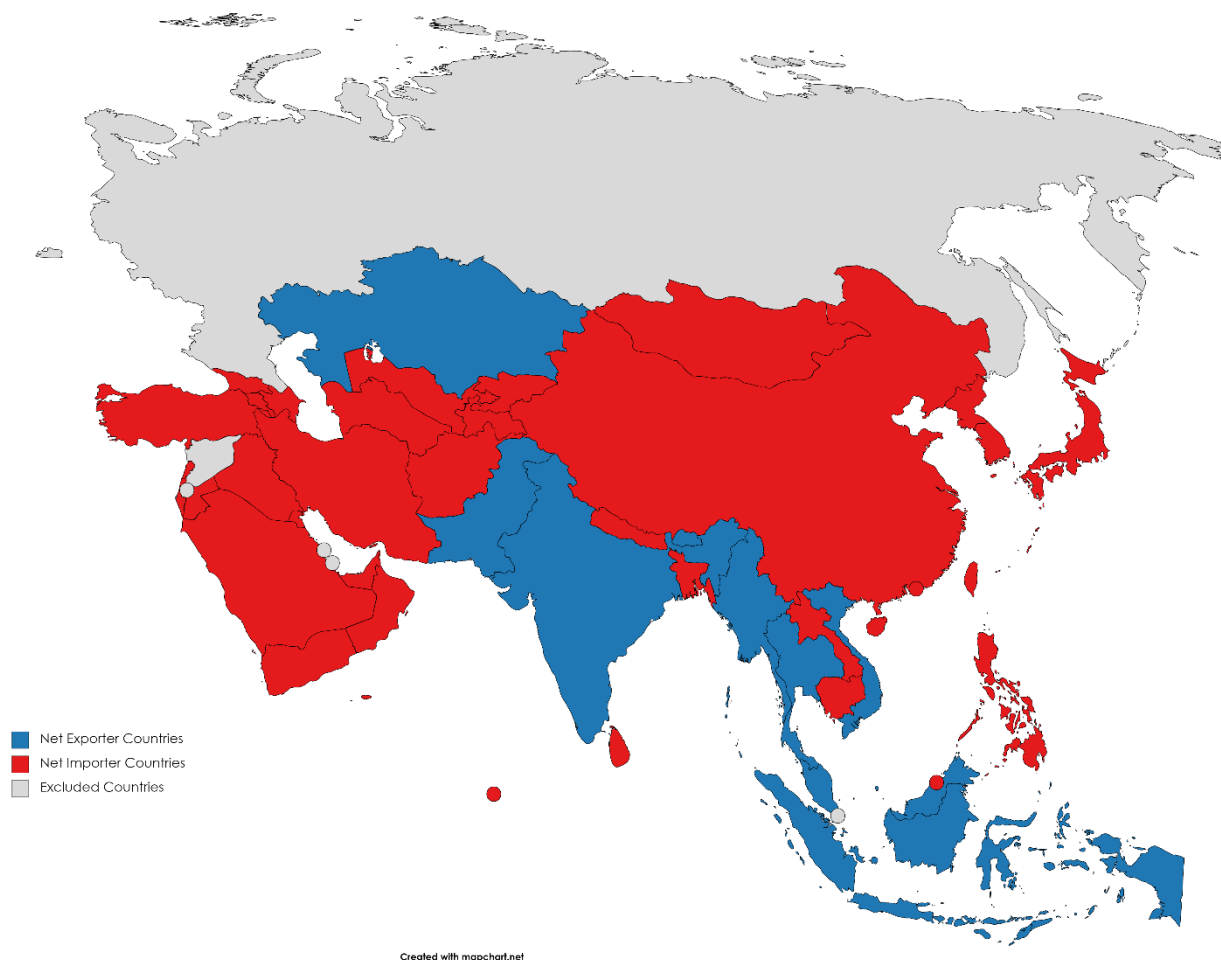 Net Exporter Countries
Net Importer Countries
Excluded Countries
Created with mapchart.net